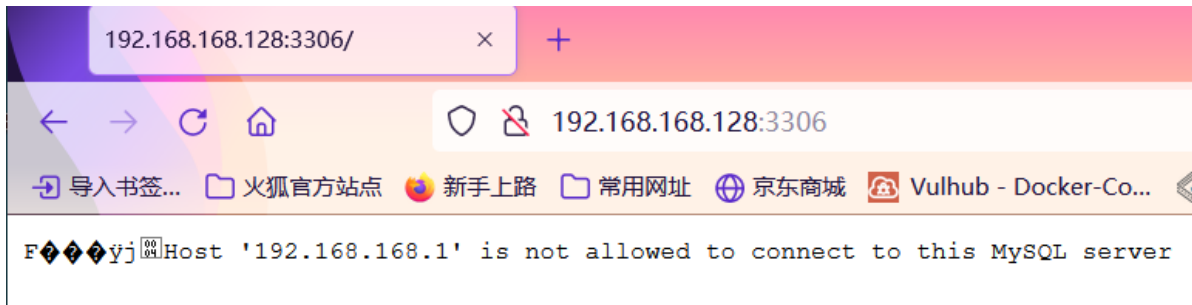 192.168.168.128:3306/
192.168.168.128:3306
导入书签... 火狐官方站点 新手上路 常用网址 京东商城 Vulhub - Docker-Co...
F���ÿjHost '192.168.168.1' is not allowed to connect to this MySQL server